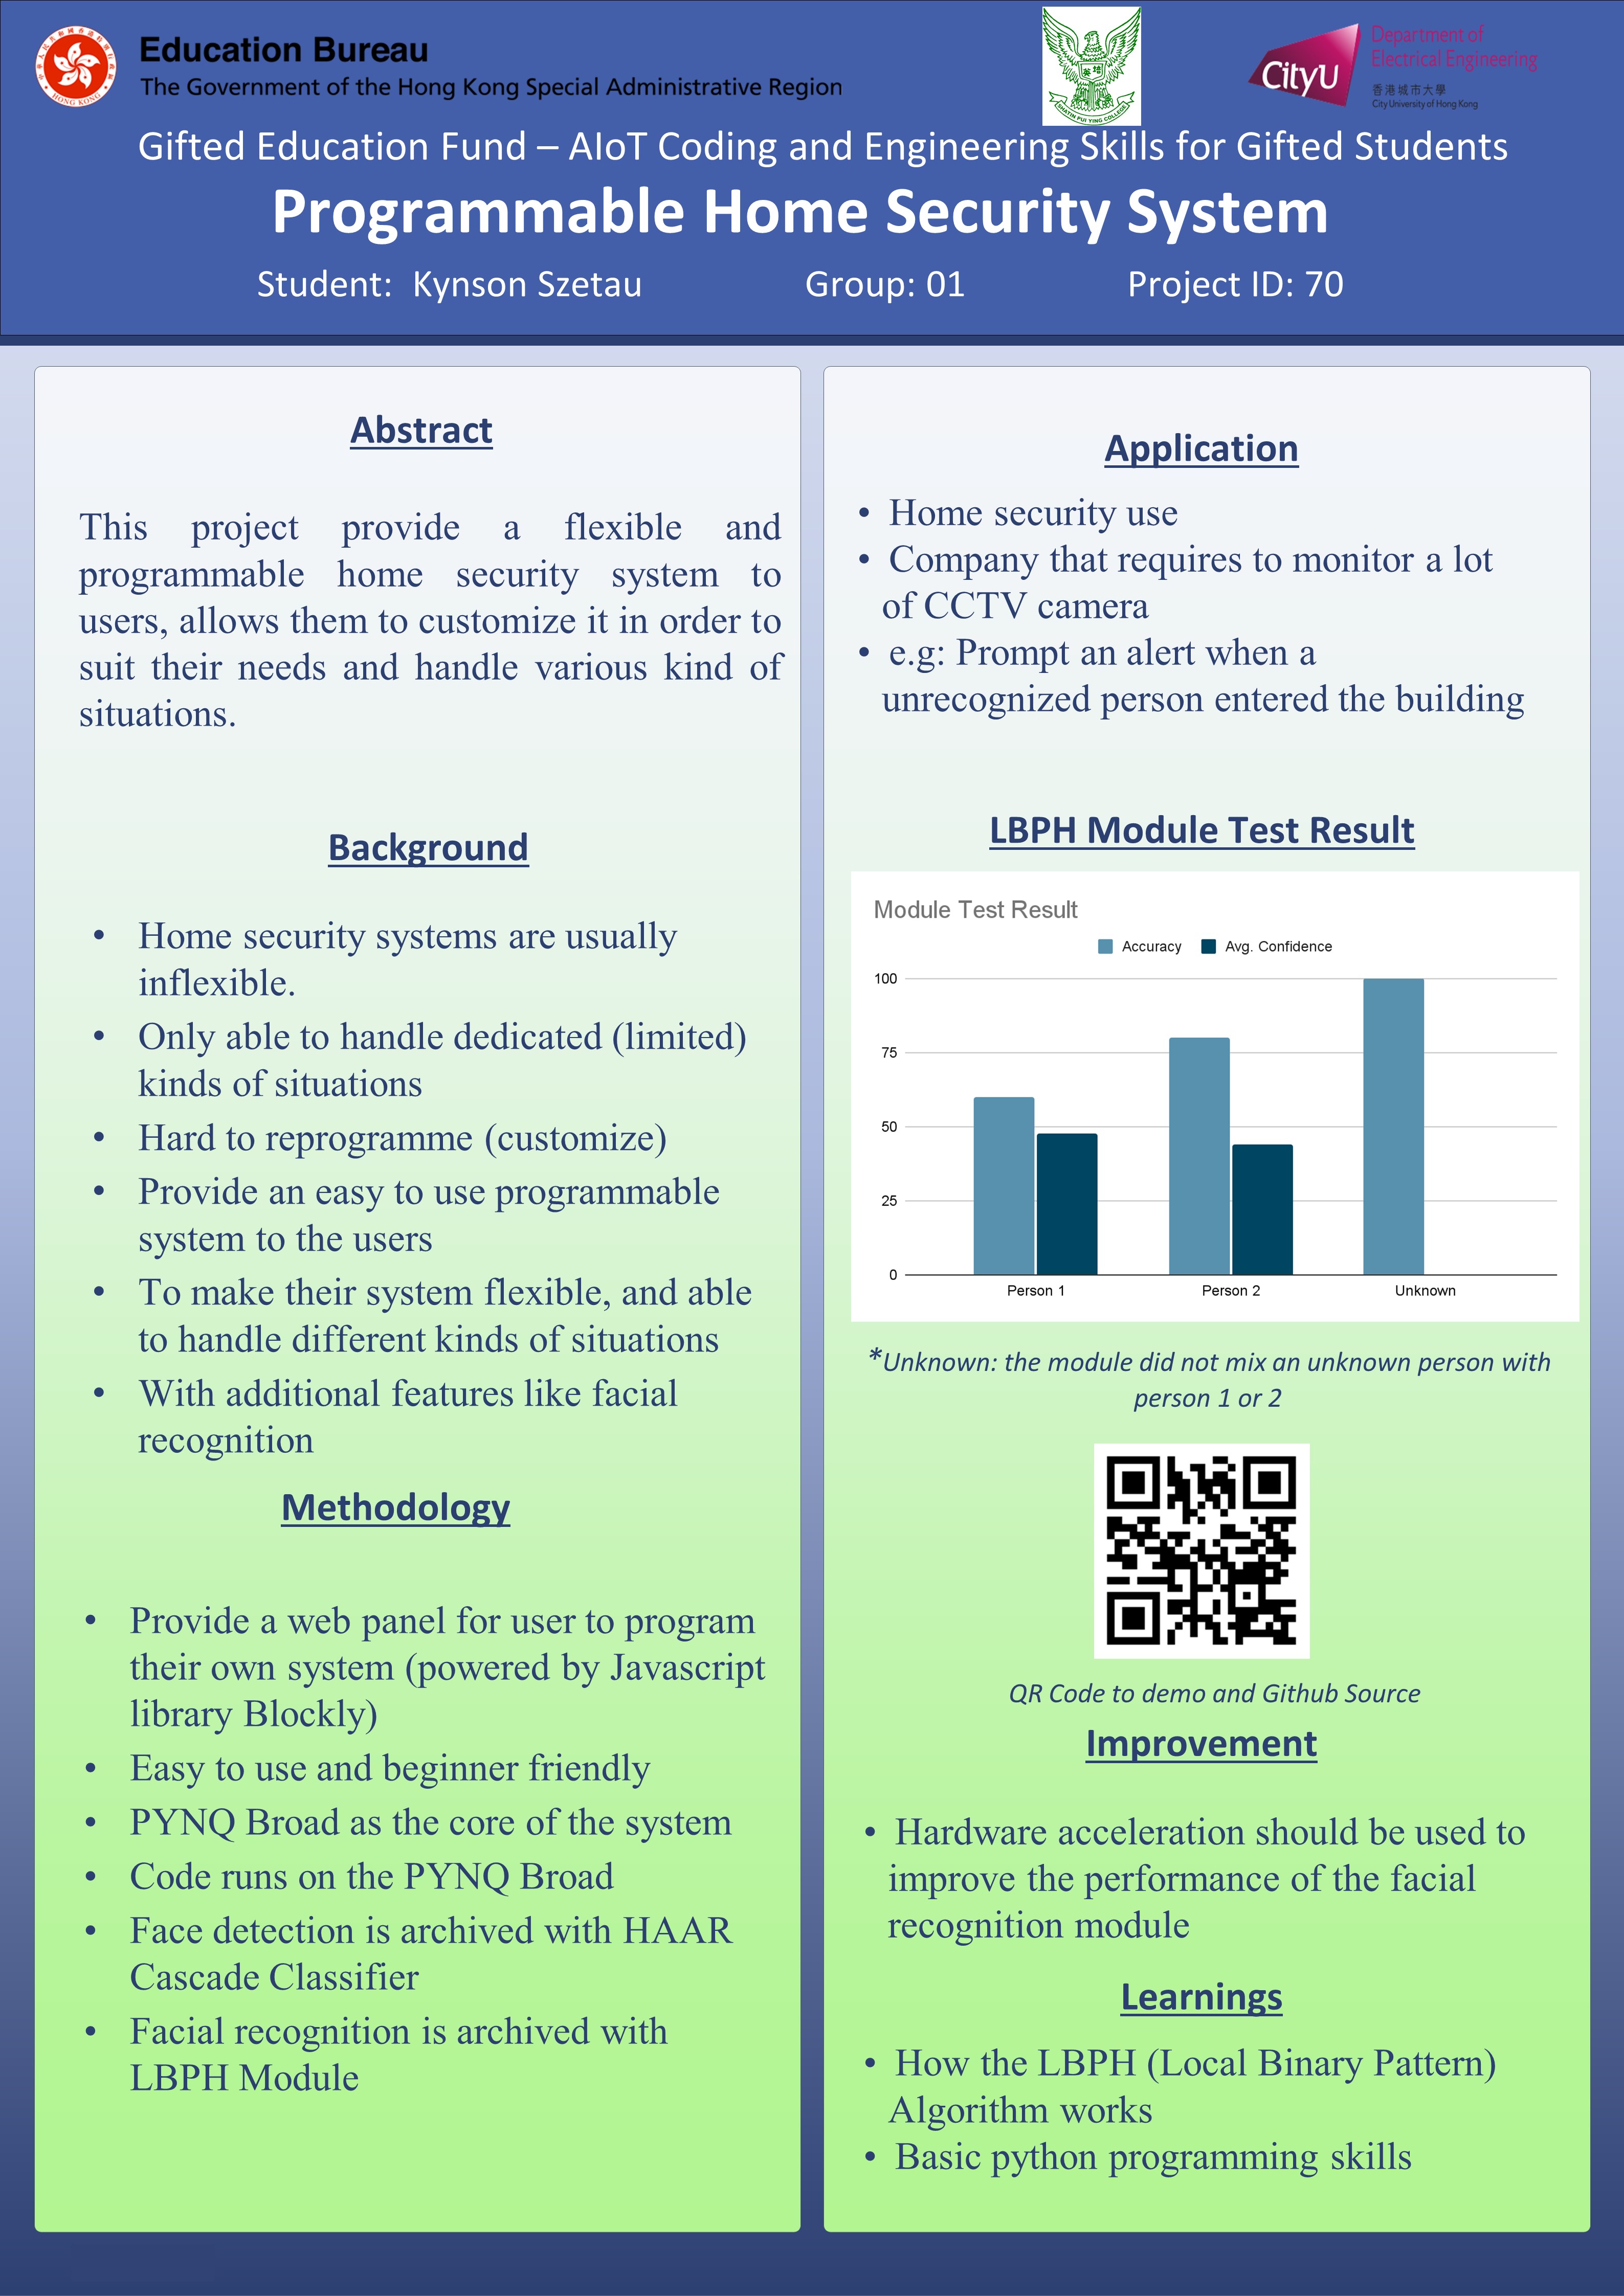 Education Bureau
The Government of the Hong Kong Special Administrative Region
HONG KONG
英培
SHATIN PUI YING COLLEGE
CityU
Department of
Electrical Engineering
香港城市大學
City University of Hong Kong
Gifted Education Fund – AIoT Coding and Engineering Skills for Gifted Students
Programmable Home Security System
Student: Kynson Szetau Group: 01 Project ID: 70
Abstract
This project provide a flexible and
programmable home security system to
users, allows them to customize it in order to
suit their needs and handle various kind of
situations.
Background
• Home security systems are usually
inflexible.
• Only able to handle dedicated (limited)
kinds of situations
• Hard to reprogramme (customize)
• Provide an easy to use programmable
system to the users
• To make their system flexible, and able
to handle different kinds of situations
• With additional features like facial
recognition
Methodology
• Provide a web panel for user to program
their own system (powered by Javascript
library Blockly)
• Easy to use and beginner friendly
• PYNQ Broad as the core of the system
• Code runs on the PYNQ Broad
• Face detection is archived with HAAR
Cascade Classifier
• Facial recognition is archived with
LBPH Module
Application
• Home security use
• Company that requires to monitor a lot
of CCTV camera
• e.g: Prompt an alert when a
unrecognized person entered the building
LBPH Module Test Result
Module Test Result
Accuracy Avg. Confidence
100
75
50
25
0
Person 1 Person 2 Unknown
*Unknown: the module did not mix an unknown person with
person 1 or 2
QR Code to demo and Github Source
Improvement
• Hardware acceleration should be used to
improve the performance of the facial
recognition module
Learnings
• How the LBPH (Local Binary Pattern)
Algorithm works
• Basic python programming skills